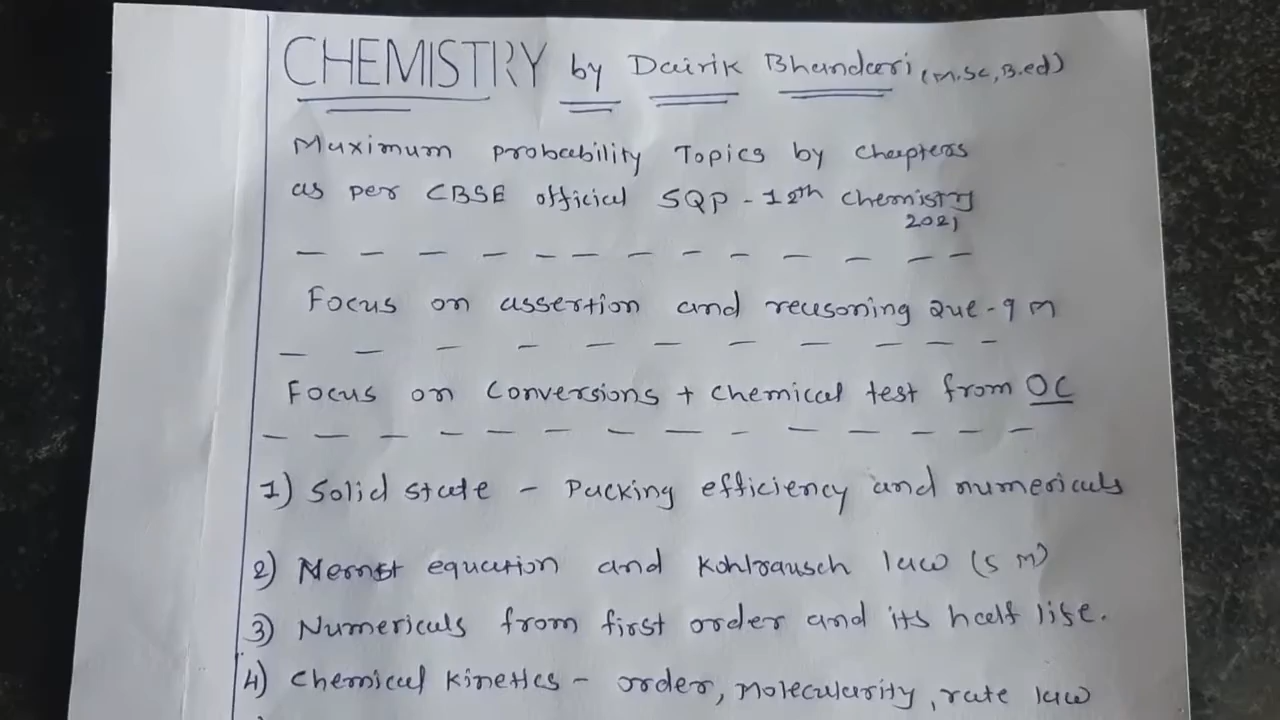 CHEMISTRY by Dairik Bhandari (M.Sc, B.ed)
Maximum probability Topics by chapters
as per CBSE official SQP - 12th chemistry
2021
Focus on assertion and reasoning Que - 9 m
Focus on conversions + chemical test from OC
1) Solid state - Packing efficiency and numericals
2) Nernst equation and Kohlrausch law (5 m)
3) Numericals from first order and its half life.
4) Chemical kinetics - order, Molecularity, rate law